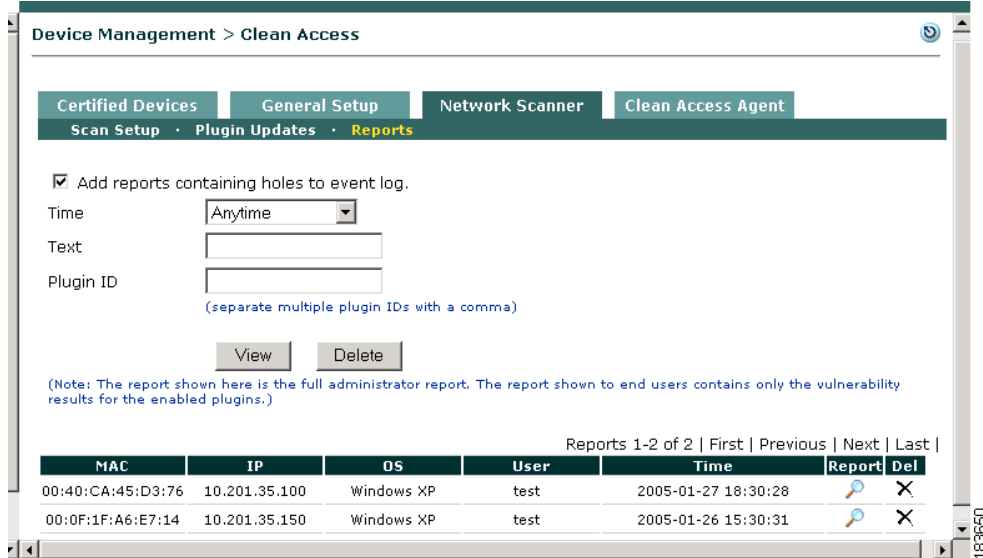 Device Management > Clean Access
Certified Devices General Setup Network Scanner Clean Access Agent
Scan Setup · Plugin Updates · Reports
Add reports containing holes to event log.
Time Anytime
Text
Plugin ID
(separate multiple plugin IDs with a comma)
View Delete
(Note: The report shown here is the full administrator report. The report shown to end users contains only the vulnerability
results for the enabled plugins.)
Reports 1-2 of 2 | First | Previous | Next | Last |
MAC IP OS User Time Report Del
00:40:CA:45:D3:76 10.201.35.100 Windows XP test 2005-01-27 18:30:28
00:0F:1F:A6:E7:14 10.201.35.150 Windows XP test 2005-01-26 15:30:31
183650